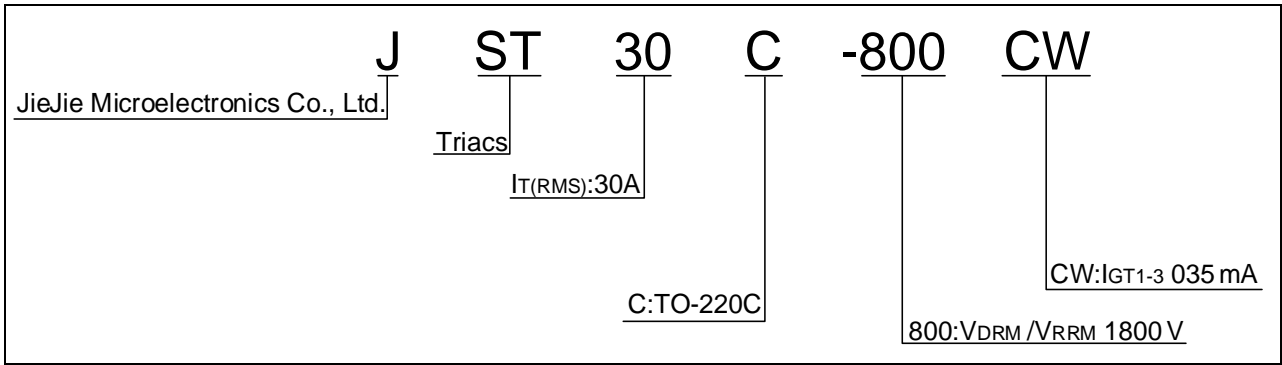 J ST 30 C -800 CW
JieJie Microelectronics Co., Ltd.
Triacs
IT(RMS):30A
CW:IGT1-3 035 mA
C:TO-220C
800:VDRM /VRRM 1800 V